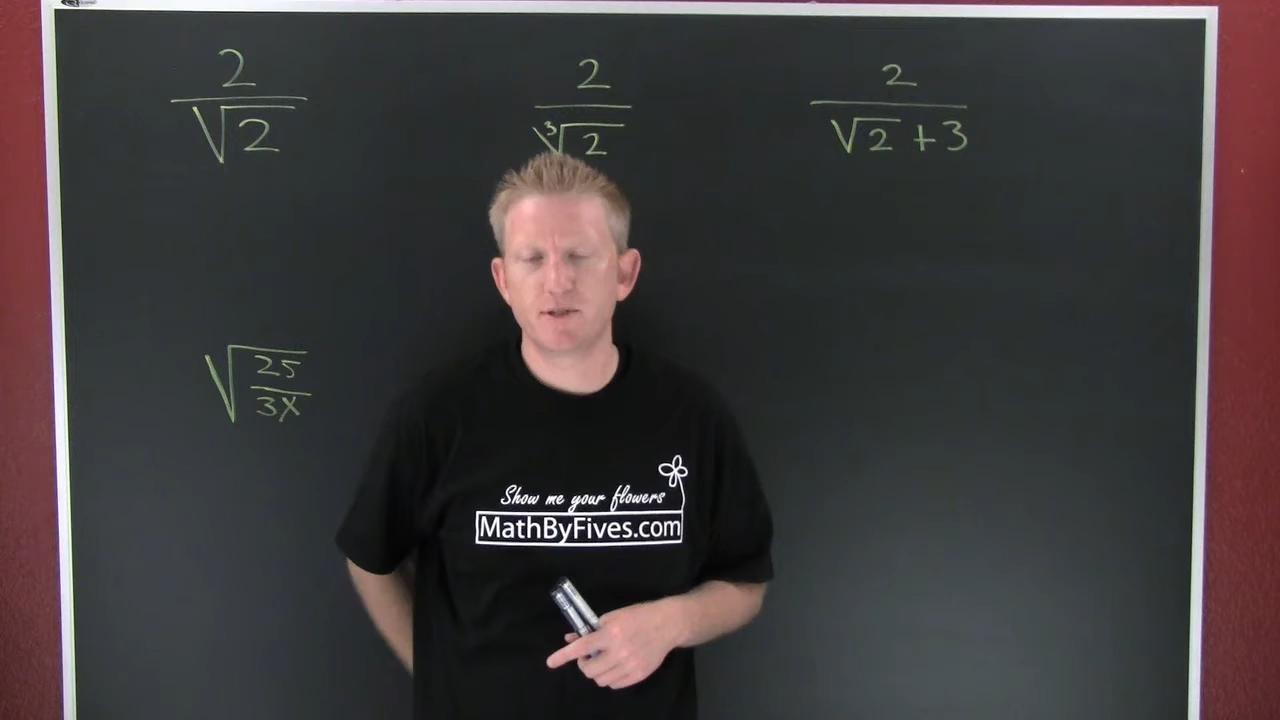 2
√2
2
∛2
2
√2 + 3
√(25/3x)
Show me your flowers
MathByFives.com